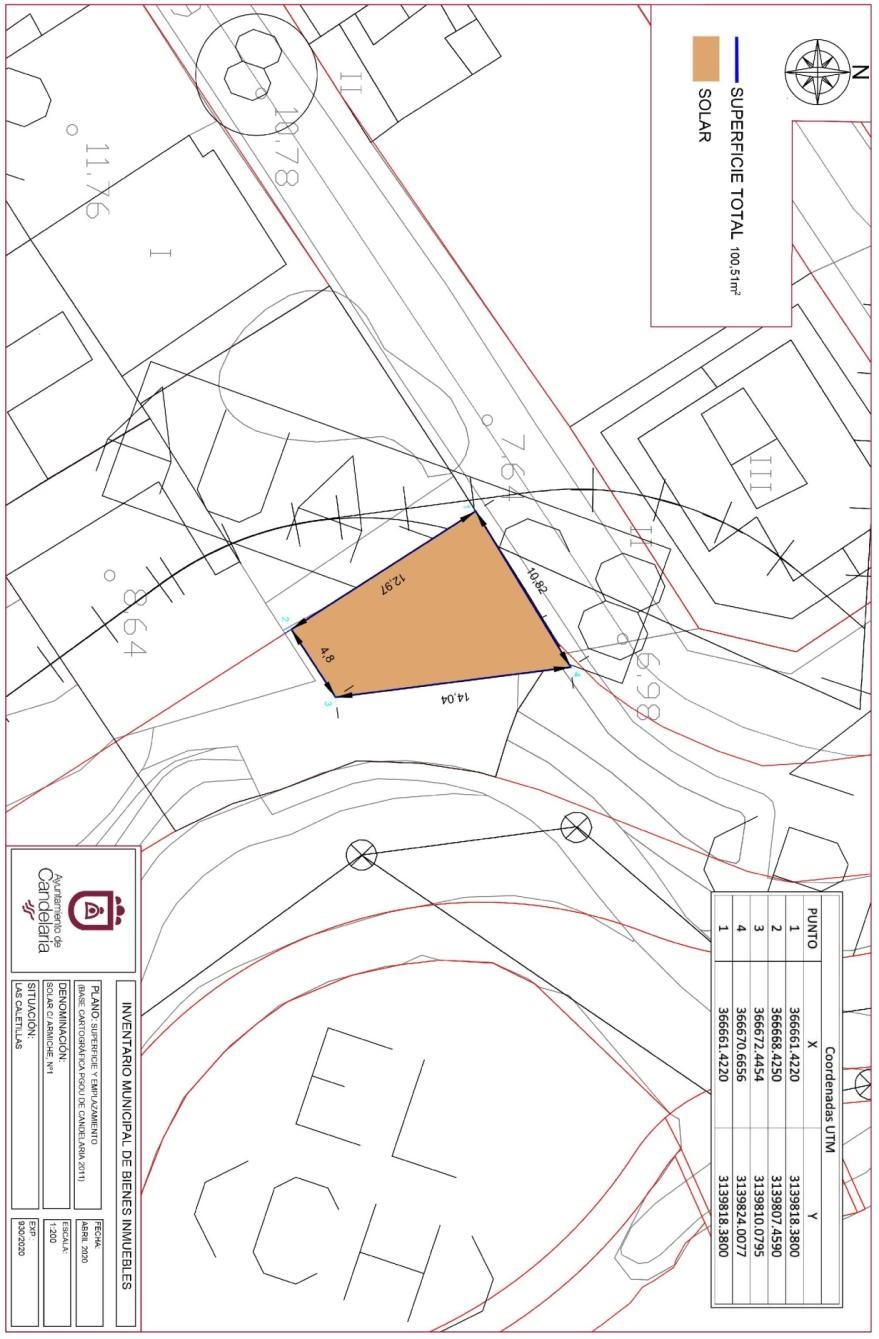 N
SUPERFICIE TOTAL 100,51m²
SOLAR
II
10,78
11,76
I
7,64
III
II
8,64
6,98
1
10,82
12,97
2
4,8
3
14,04
4
Coordenadas UTM
PUNTO X Y
1 366661.4220 3139818.3800
2 366668.4250 3139807.4590
3 366672.4454 3139810.0795
4 366670.6656 3139824.0077
1 366661.4220 3139818.3800
Ayuntamiento de
Candelaria
INVENTARIO MUNICIPAL DE BIENES INMUEBLES
PLANO: SUPERFICIE Y EMPLAZAMIENTO
(BASE CARTOGRÁFICA PGOU DE CANDELARIA 2011)
FECHA:
ABRIL 2020
DENOMINACIÓN:
SOLAR C/ ARMICHE, Nº1
ESCALA:
1:200
SITUACIÓN:
LAS CALETILLAS
EXP.:
930/2020